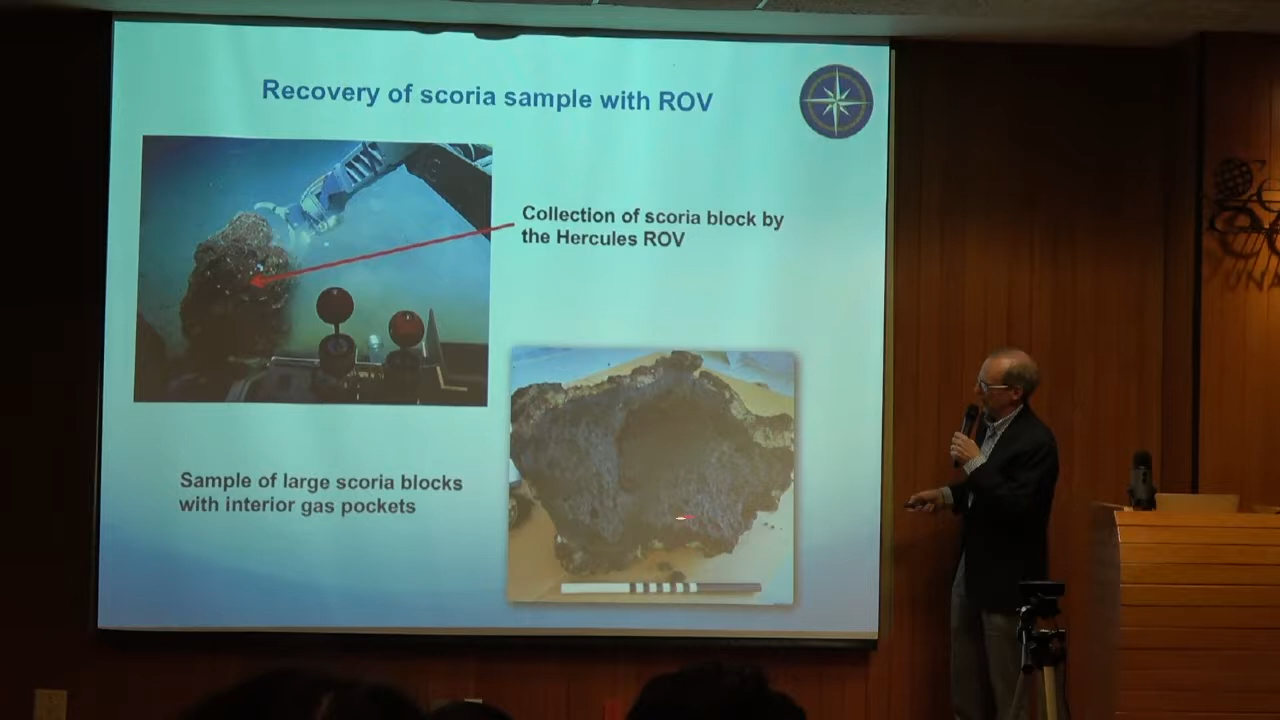 Recovery of scoria sample with ROV
Collection of scoria block by
the Hercules ROV
Sample of large scoria blocks
with interior gas pockets